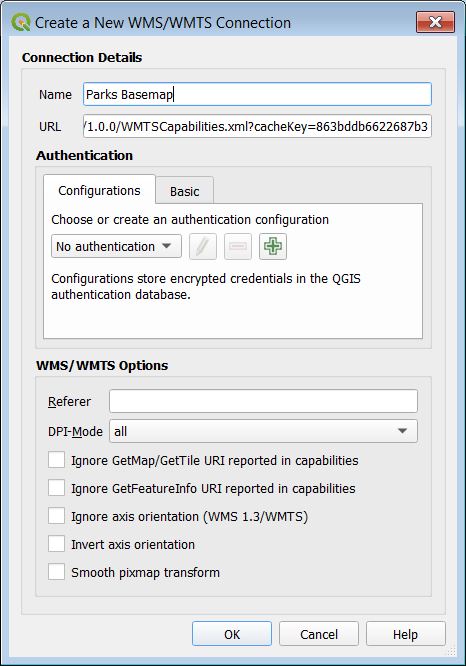 Create a New WMS/WMTS Connection
Connection Details
Name Parks Basemap
URL /1.0.0/WMTSCapabilities.xml?cacheKey=863bddb6622687b3
Authentication
Configurations Basic
Choose or create an authentication configuration
No authentication
Configurations store encrypted credentials in the QGIS
authentication database.
WMS/WMTS Options
Referer
DPI-Mode all
Ignore GetMap/GetTile URI reported in capabilities
Ignore GetFeatureInfo URI reported in capabilities
Ignore axis orientation (WMS 1.3/WMTS)
Invert axis orientation
Smooth pixmap transform
OK Cancel Help